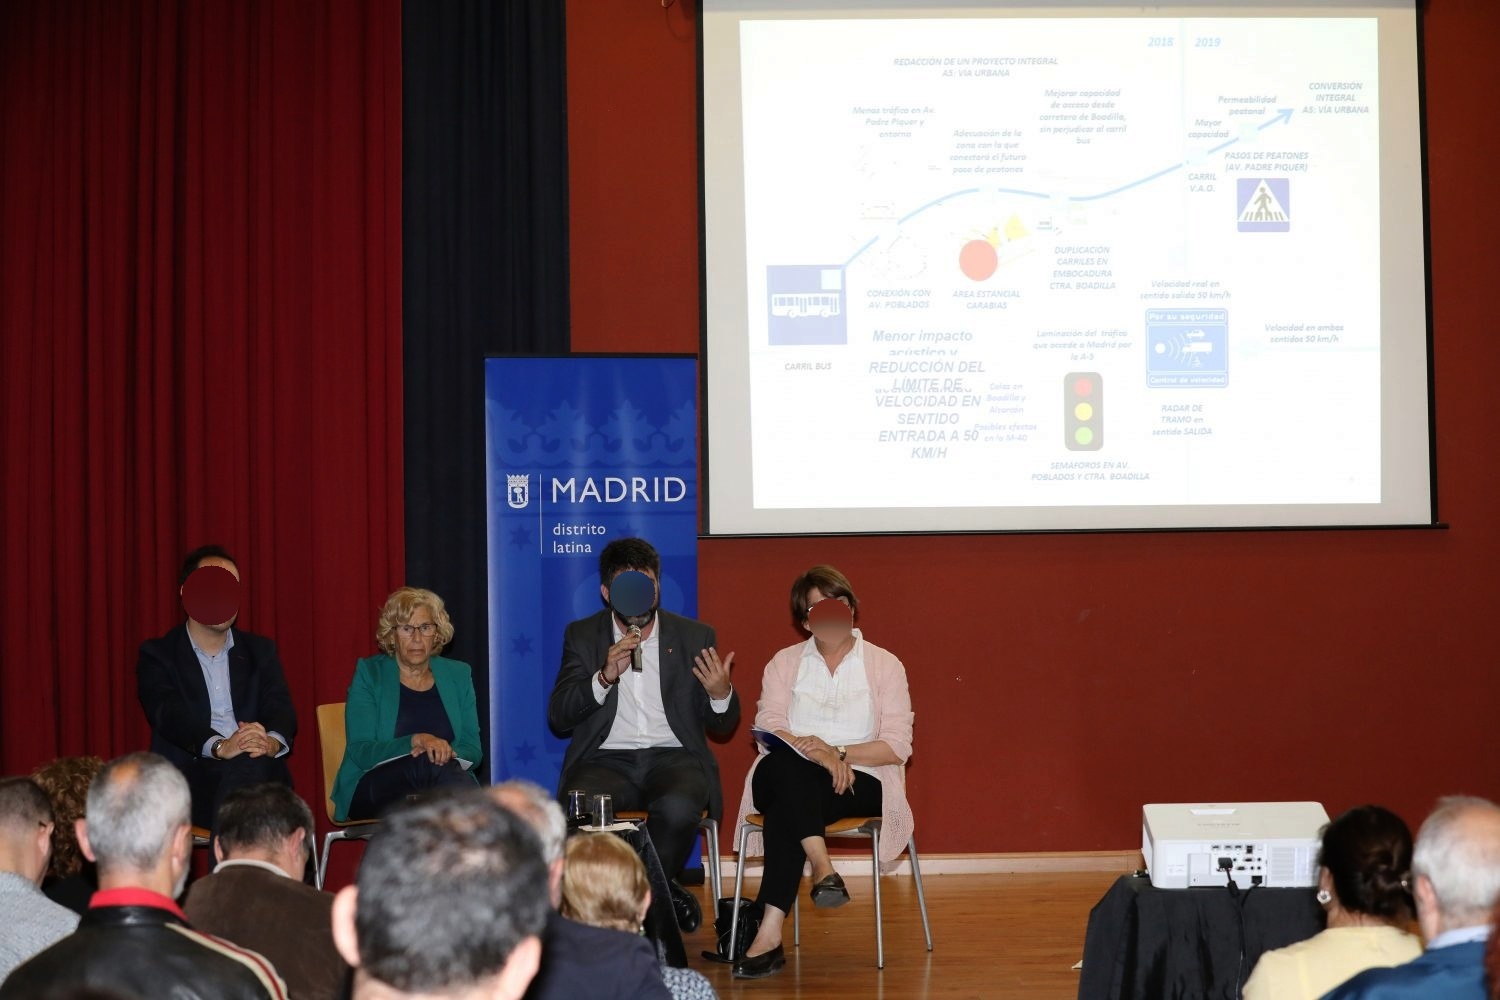 2018 2019
REDACCIÓN DE UN PROYECTO INTEGRAL
A5: VÍA URBANA
Menos tráfico en Av.
Padre Piquer y
entorno
Adecuación de la
zona con la que
conectará el futuro
paso de peatones
Mejorar capacidad
de acceso desde
carretera de Boadilla,
sin perjudicar al carril
bus
Mayor
capacidad
Permeabilidad
peatonal
CONVERSIÓN
INTEGRAL
A5: VÍA URBANA
PASOS DE PEATONES
(AV. PADRE PIQUER)
CARRIL
V.A.O.
CARRIL BUS
CONEXIÓN CON
AV. POBLADOS
AREA ESTANCIAL
CARABIAS
DUPLICACIÓN
CARRILES EN
EMBOCADURA
CTRA. BOADILLA
Menor impacto
acústico y
REDUCCIÓN DEL
LÍMITE DE
VELOCIDAD EN
SENTIDO
ENTRADA A 50
KM/H
Colas en
Boadilla y
Alcorcón
Posibles efectos
en la M-40
Laminación del tráfico
que accede a Madrid por
la A-5
SEMÁFOROS EN AV.
POBLADOS Y CTRA. BOADILLA
Velocidad real en
sentido salida 50 km/h
Por su seguridad
Control de velocidad
RADAR DE
TRAMO en
sentido SALIDA
Velocidad en ambos
sentidos 50 km/h
MADRID
distrito
latina